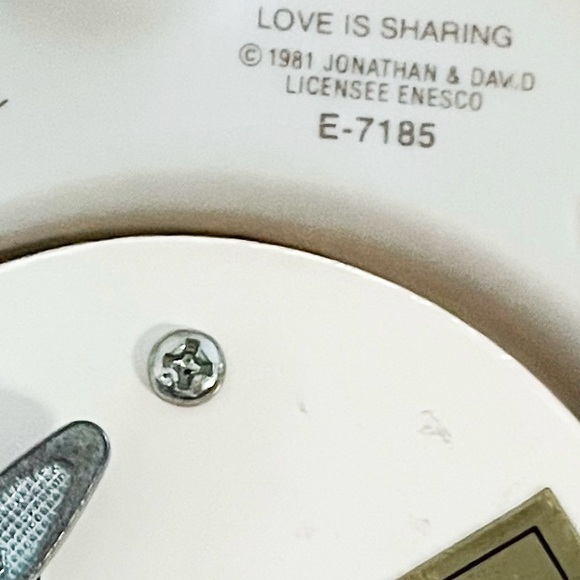 LOVE IS SHARING
© 1981 JONATHAN & DAVID
LICENSEE ENESCO
E-7185